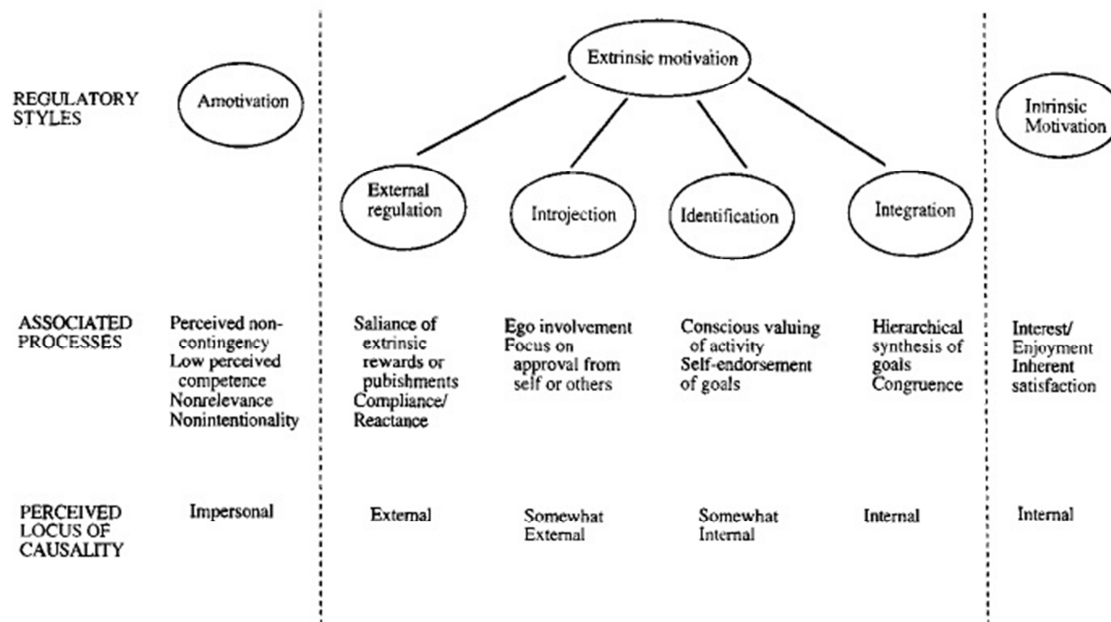 Extrinsic motivation
REGULATORY
STYLES
Amotivation
Intrinsic
Motivation
External
regulation
Introjection
Identification
Integration
ASSOCIATED
PROCESSES
Perceived non-
contingency
Low perceived
competence
Nonrelevance
Nonintentionality
Saliance of
extrinsic
rewards or
pubishments
Compliance/
Reactance
Ego involvement
Focus on
approval from
self or others
Conscious valuing
of activity
Self-endorsement
of goals
Hierarchical
synthesis of
goals
Congruence
Interest/
Enjoyment
Inherent
satisfaction
PERCEIVED
LOCUS OF
CAUSALITY
Impersonal
External
Somewhat
External
Somewhat
Internal
Internal
Internal